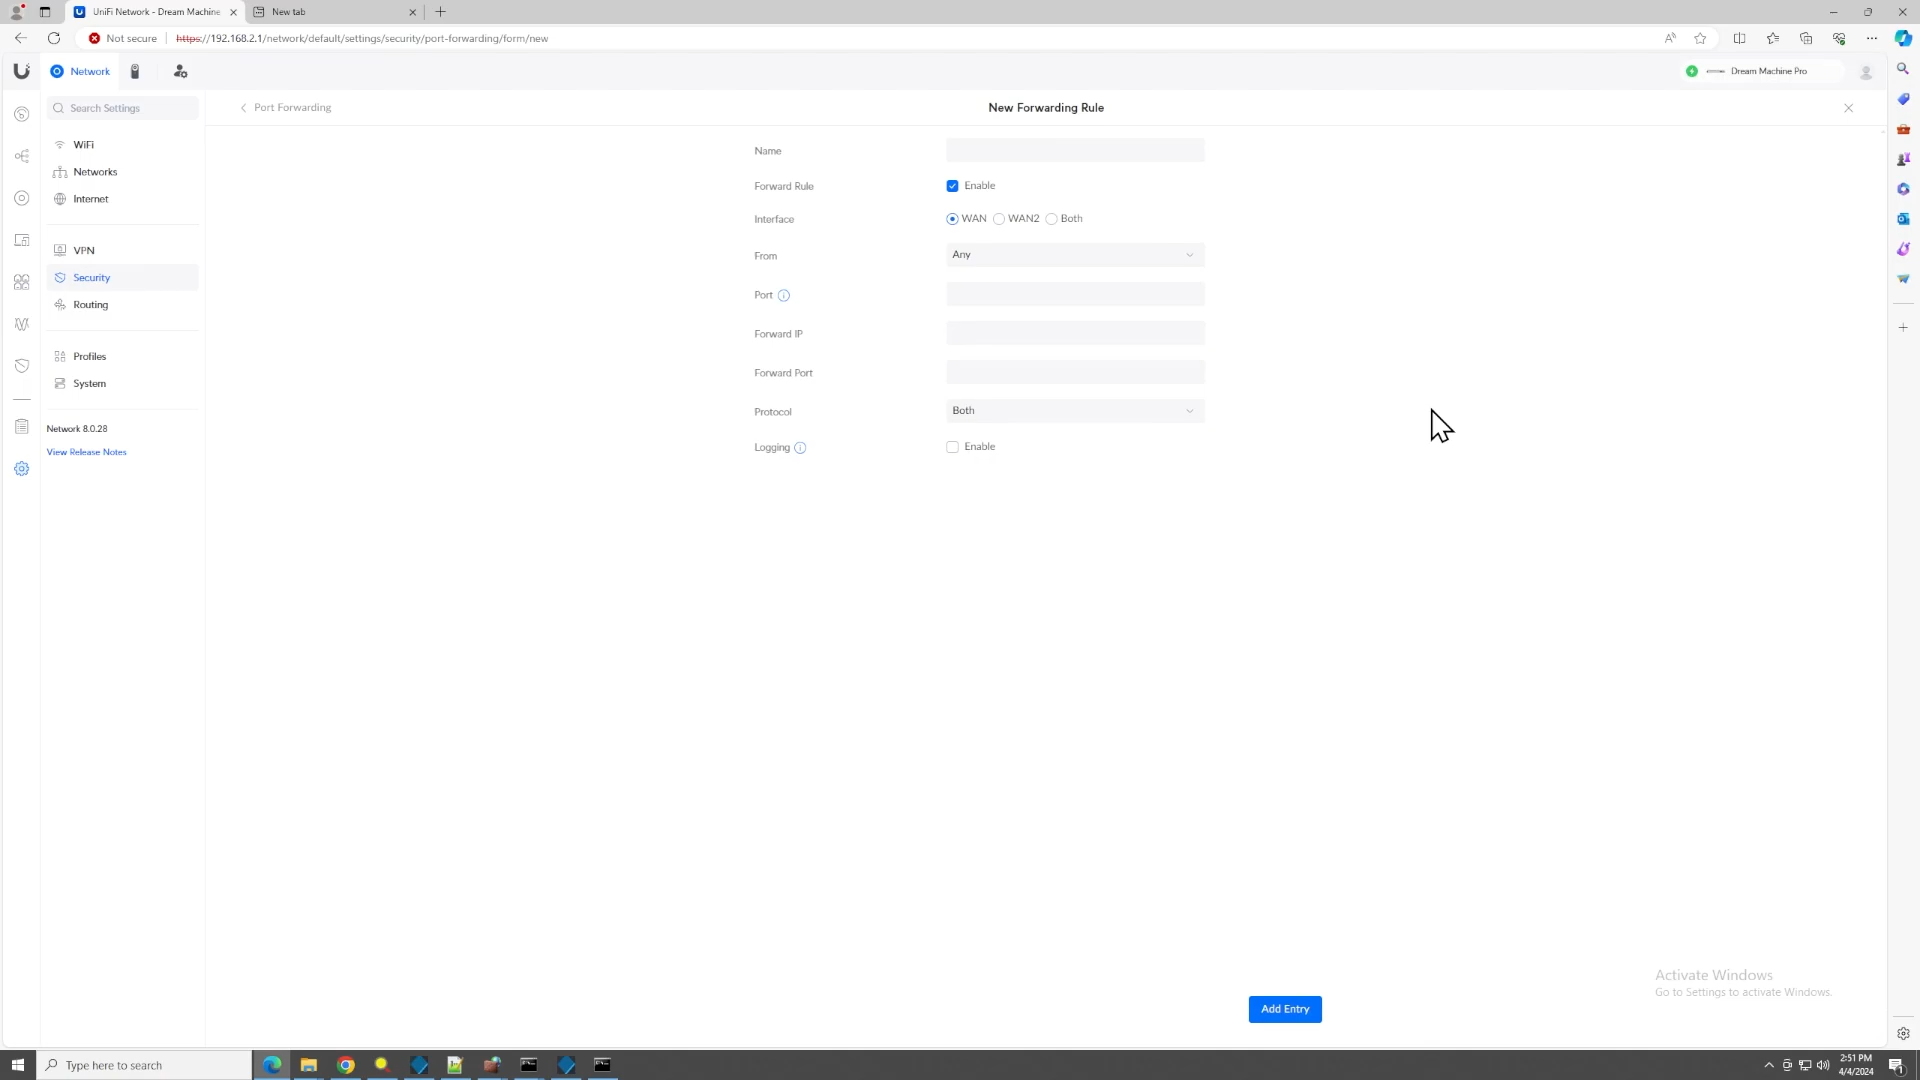 UniFi Network - Dream Machine
New tab
Not secure
https://192.168.2.1/network/default/settings/security/port-forwarding/form/new
Network
Dream Machine Pro
Search Settings
Port Forwarding
New Forwarding Rule
WiFi
Networks
Internet
VPN
Security
Routing
Profiles
System
Network 8.0.28
View Release Notes
Name
Forward Rule
Enable
Interface
WAN
WAN2
Both
From
Any
Port
Forward IP
Forward Port
Protocol
Both
Logging
Enable
Activate Windows
Go to Settings to activate Windows.
Add Entry
Type here to search
2:51 PM
4/4/2024
1